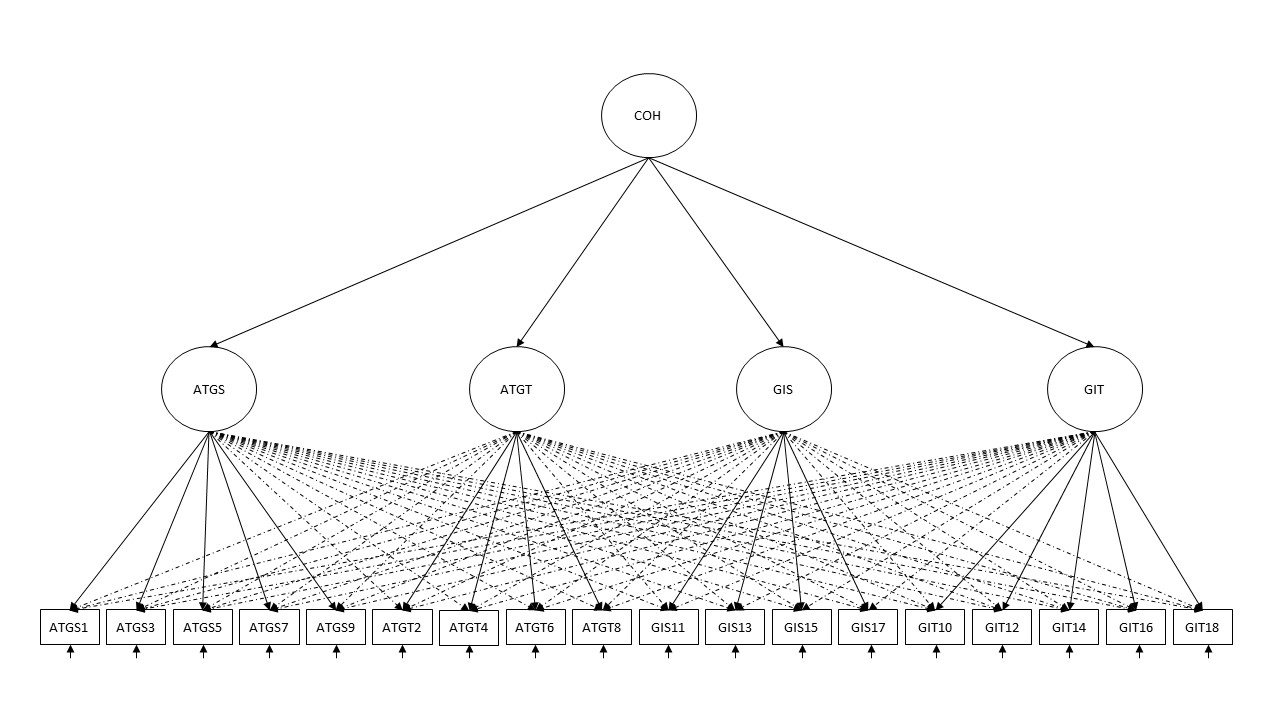 COH
ATGS
ATGT
GIS
GIT
ATGS1
ATGS3
ATGS5
ATGS7
ATGS9
ATGT2
ATGT4
ATGT6
ATGT8
GIS11
GIS13
GIS15
GIS17
GIT10
GIT12
GIT14
GIT16
GIT18